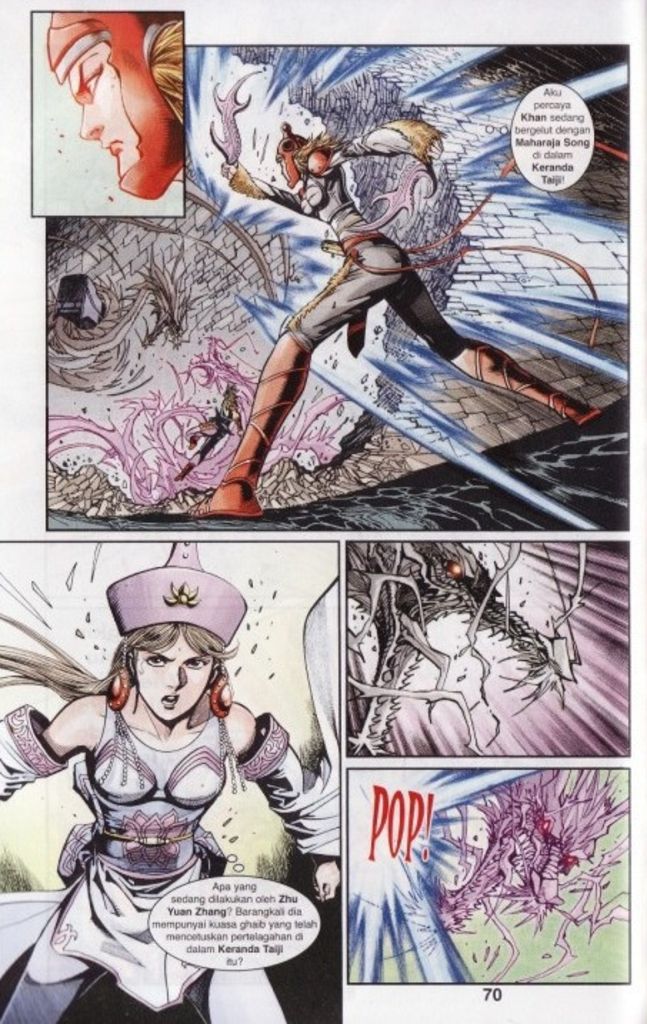 Aku
percaya
Khan sedang
bergelut dengan
Maharaja Song
di dalam
Keranda
Taiji!
Apa yang
sedang dilakukan oleh Zhu
Yuan Zhang? Barangkali dia
mempunyai kuasa ghaib yang telah
mencetuskan pertelagahan di
dalam Keranda Taiji
itu?
POP!
70